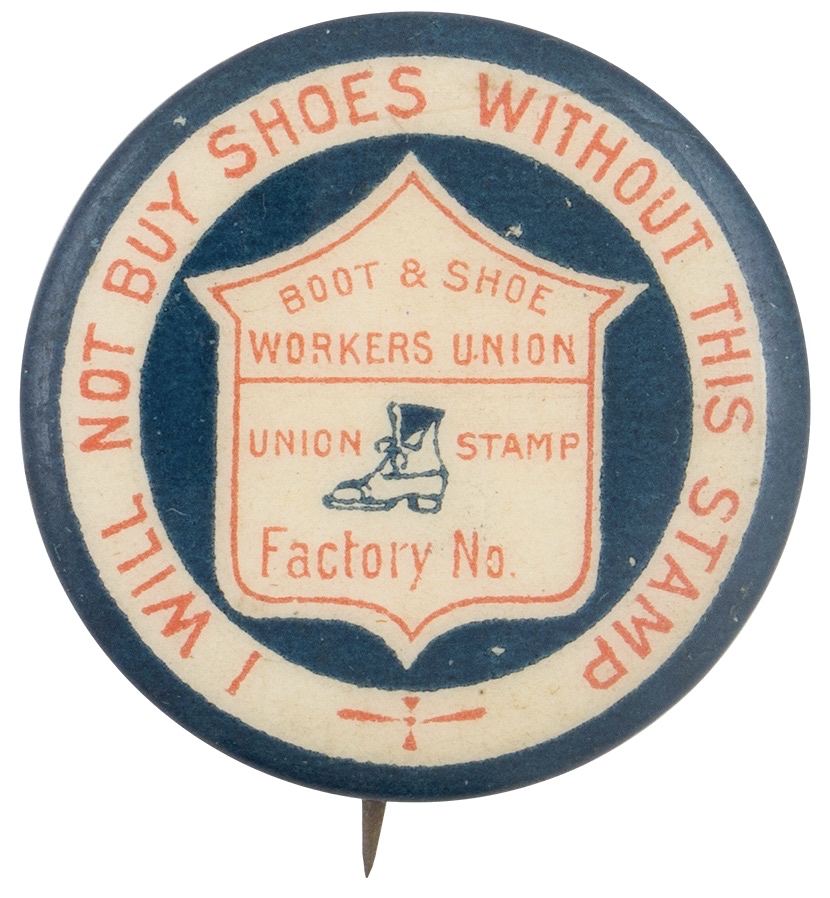 I WILL NOT BUY SHOES WITHOUT THIS STAMP
BOOT & SHOE
WORKERS UNION
UNION STAMP
Factory No.